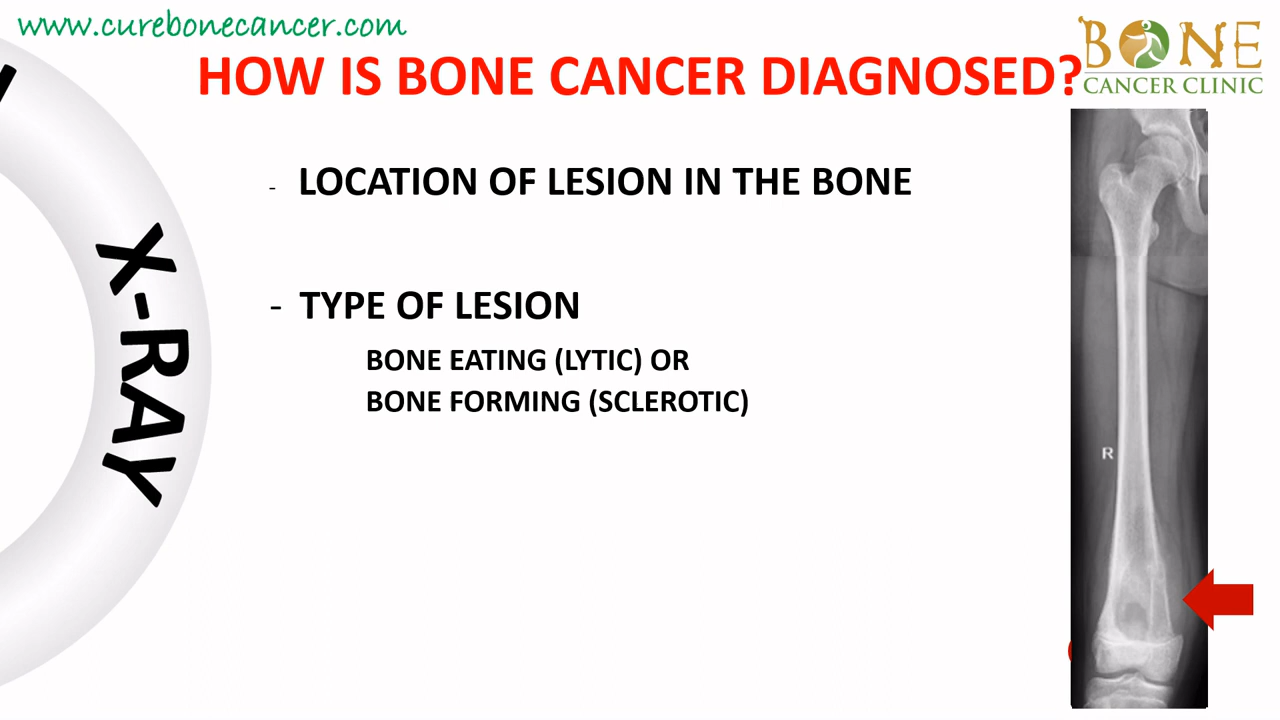 www.curebonecancer.com
BONE
CANCER CLINIC
HOW IS BONE CANCER DIAGNOSED?
- LOCATION OF LESION IN THE BONE
- TYPE OF LESION
BONE EATING (LYTIC) OR
BONE FORMING (SCLEROTIC)
X-RAY
R